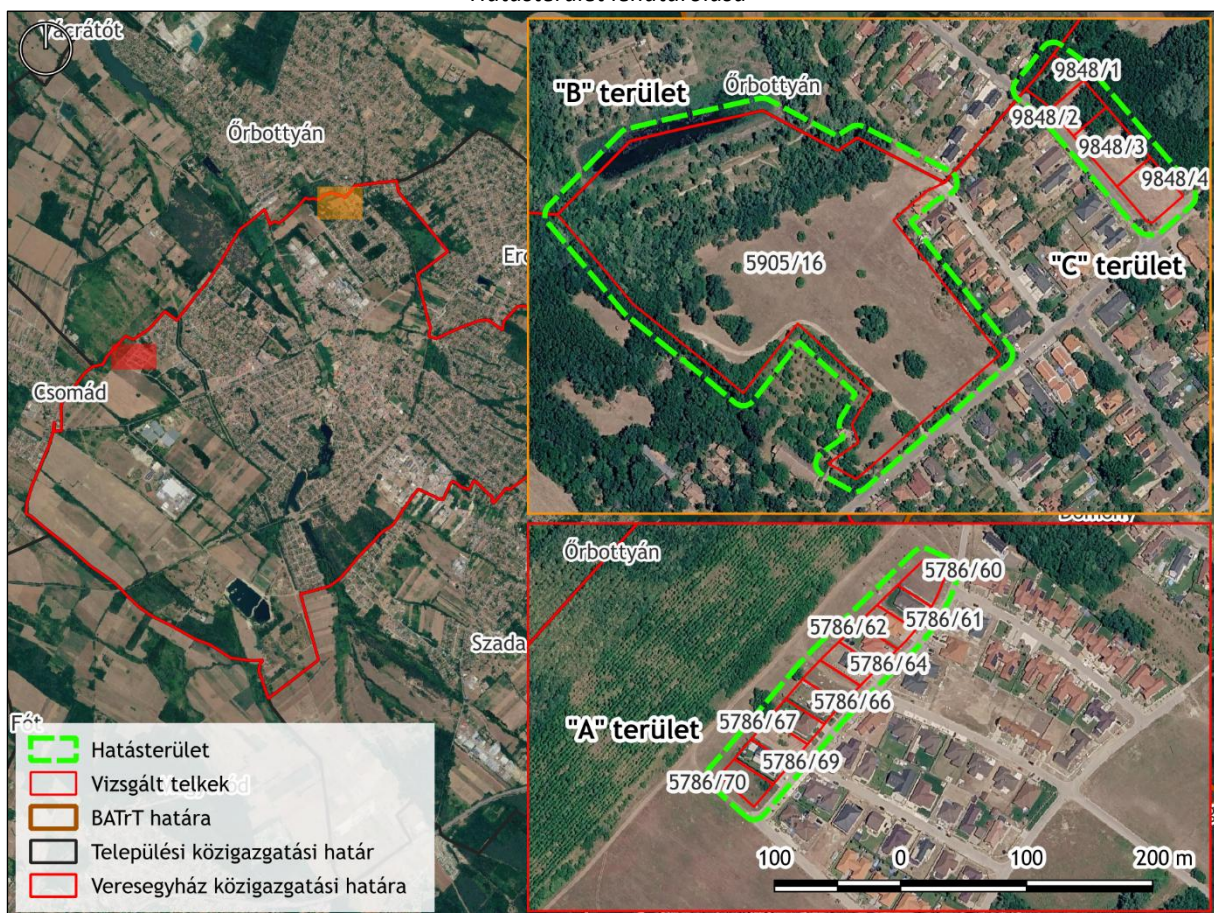 Hatásterület lehatárolása
Vácrátót
Őrbottyán
Csomád
Szada
Fót
Hatásterület
Vizsgált telkek
BATrT határa
Települési közigazgatási határ
Veresegyház közigazgatási határa
Őrbottyán
"B" terület
5905/16
9848/1
9848/2
9848/3
9848/4
"C" terület
Őrbottyán
5786/60
5786/61
5786/62
5786/64
5786/66
5786/67
5786/69
5786/70
"A" terület
100 0 100 200 m